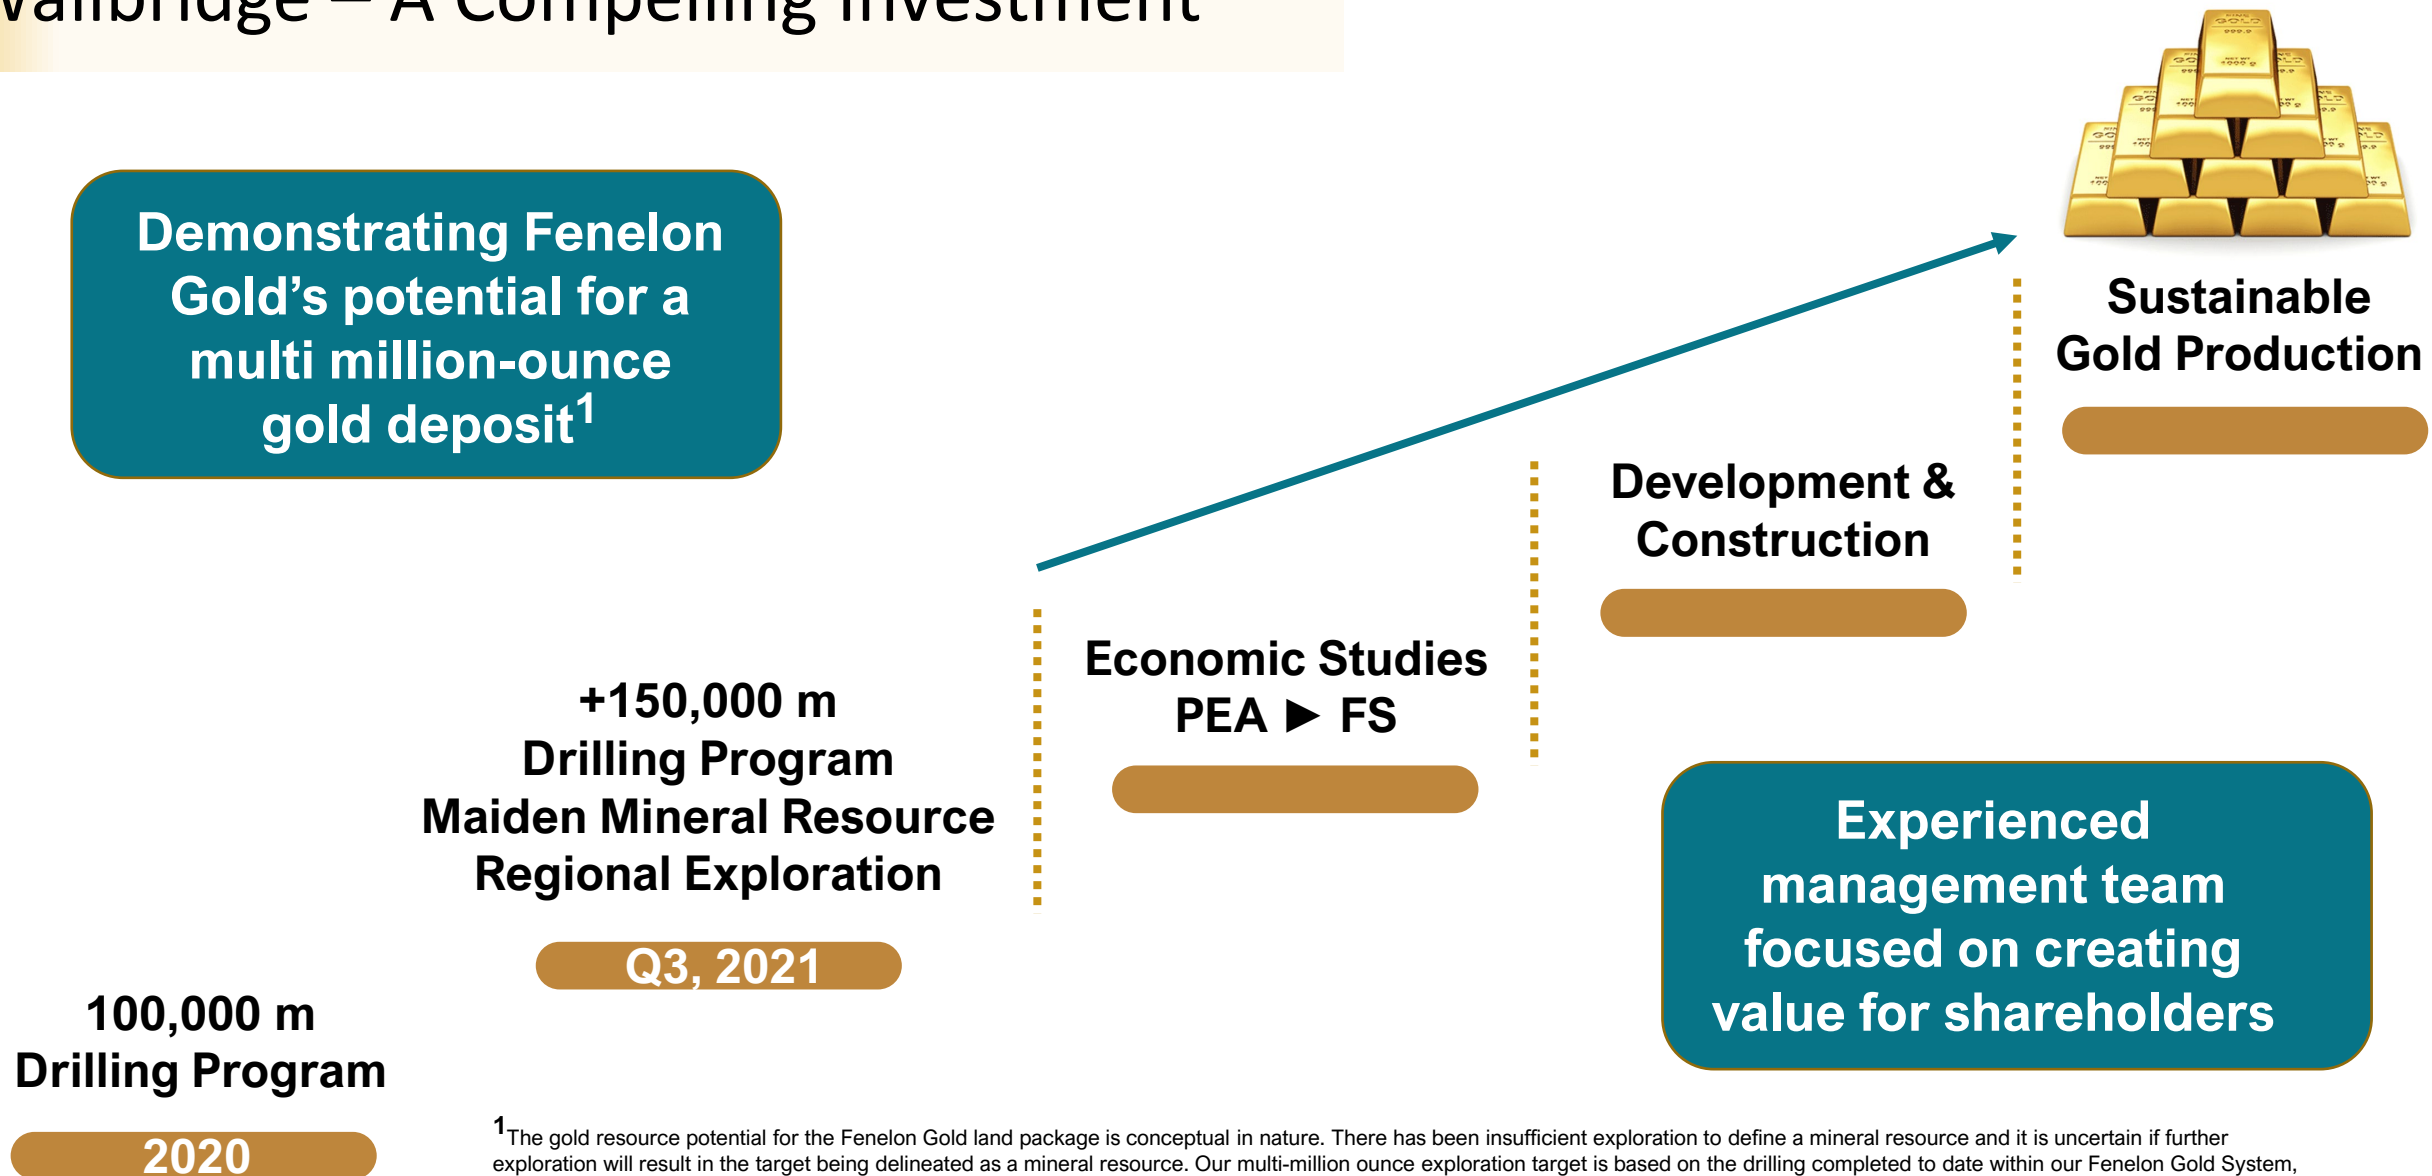 – A Compelling Investment
Demonstrating Fenelon
Gold’s potential for a
multi million-ounce
gold deposit1
Sustainable
Gold Production
Development &
Construction
Economic Studies
PEA ► FS
+150,000 m
Drilling Program
Maiden Mineral Resource
Regional Exploration
Q3, 2021
100,000 m
Drilling Program
2020
Experienced
management team
focused on creating
value for shareholders
1The gold resource potential for the Fenelon Gold land package is conceptual in nature. There has been insufficient exploration to define a mineral resource and it is uncertain if further
exploration will result in the target being delineated as a mineral resource. Our multi-million ounce exploration target is based on the drilling completed to date within our Fenelon Gold System,